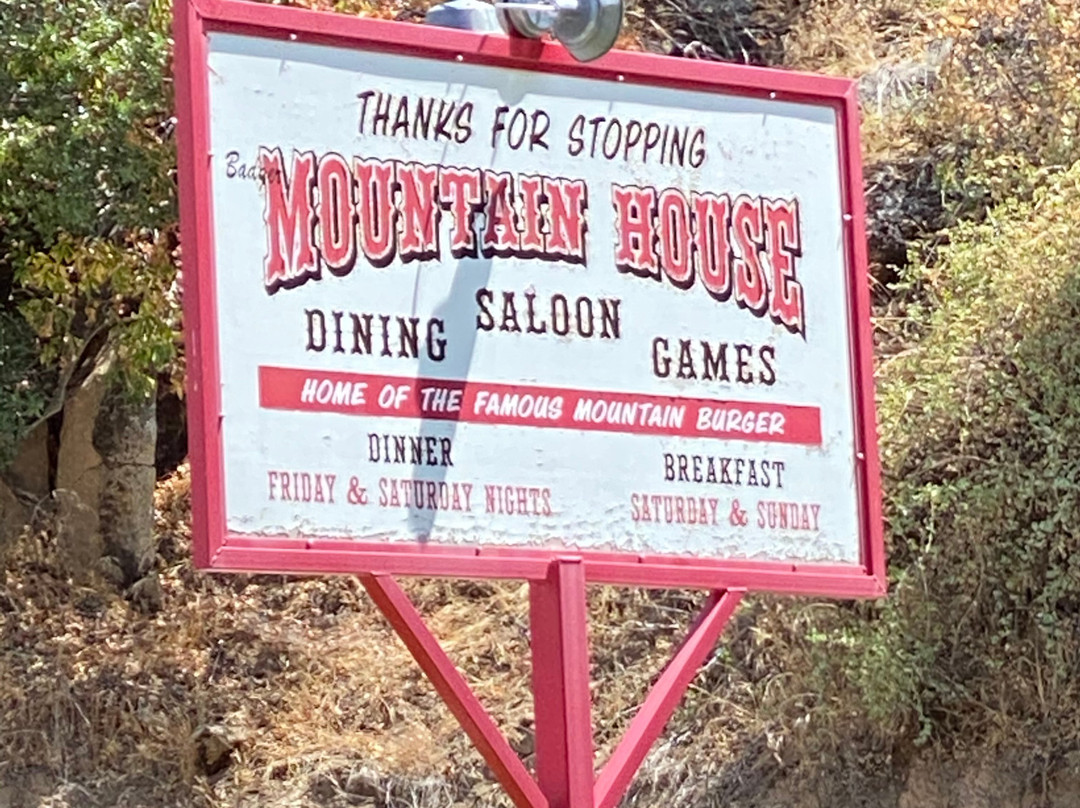 THANKS FOR STOPPING
Badger
MOUNTAIN HOUSE
DINING SALOON GAMES
HOME OF THE FAMOUS MOUNTAIN BURGER
DINNER
FRIDAY & SATURDAY NIGHTS
BREAKFAST
SATURDAY & SUNDAY